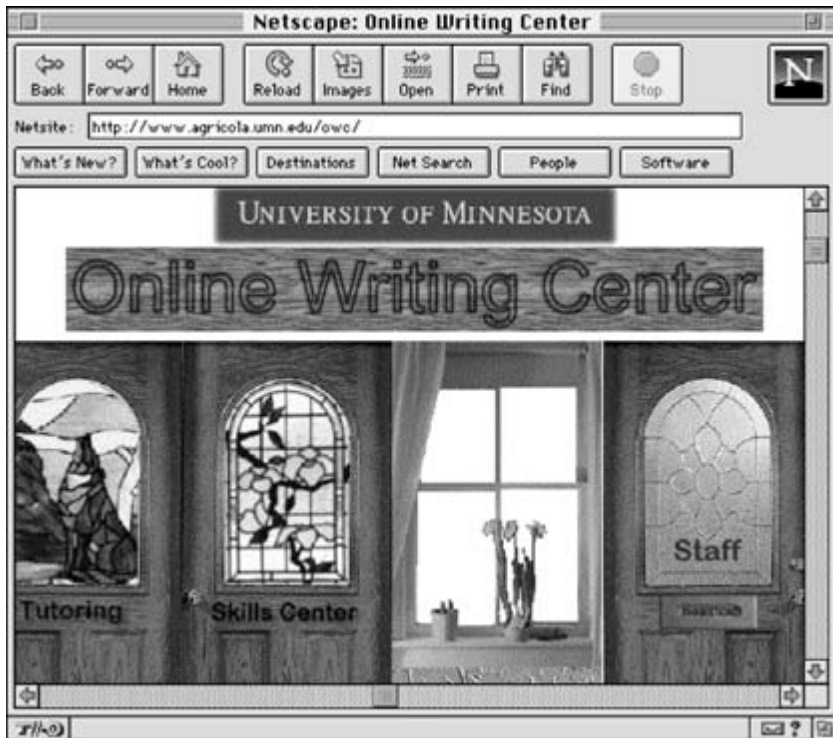 Netscape: Online Writing Center
Back Forward Home Reload Images Open Print Find Stop
N
Netsite: http://www.agricola.umn.edu/owc/
What's New? What's Cool? Destinations Net Search People Software
UNIVERSITY OF MINNESOTA
Online Writing Center
Staff
Tutoring Skills Center
?